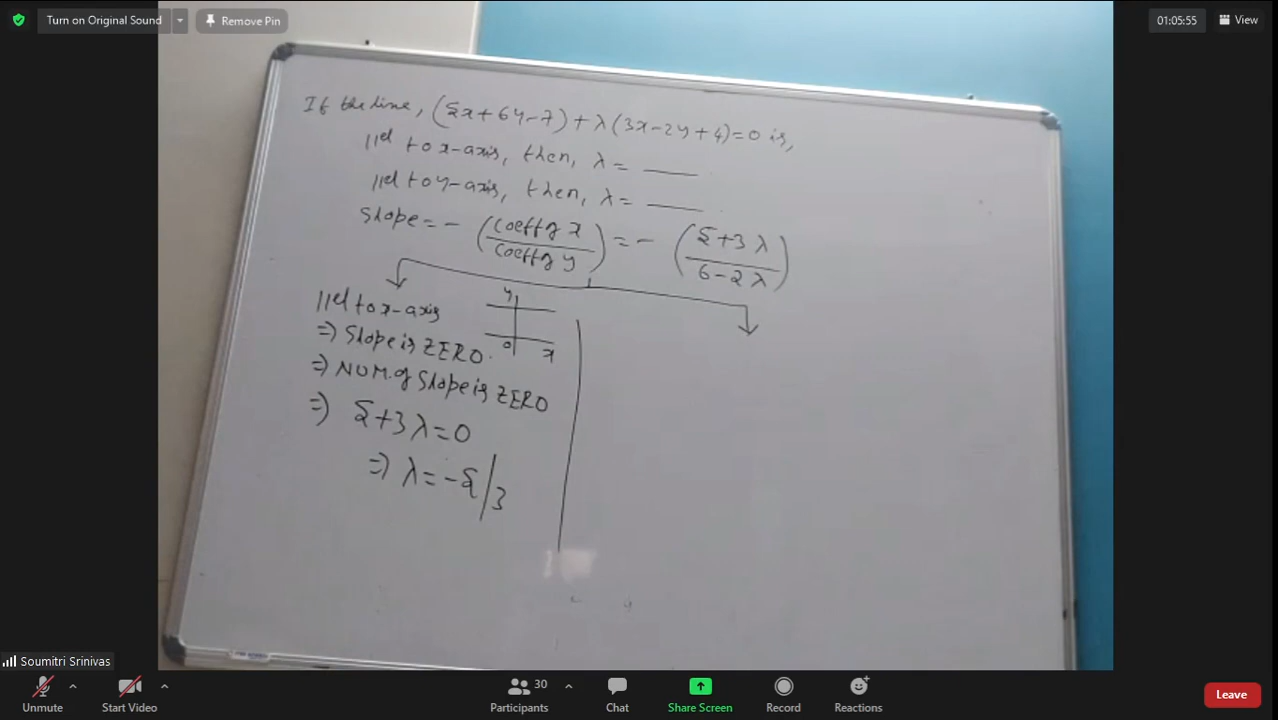 Turn on Original Sound
Remove Pin
01:05:55
View
If the line, (5x+6y-7)+λ(3x-2y+4)=0 is,
||el to x-axis, then, λ = ____
||el to y-axis, then, λ = ____
Slope = - (Coeff of x / Coeff of y) = - (5+3λ / 6-2λ)
||el to x-axis
y
0 x
⇒ Slope is ZERO.
⇒ NUM. of Slope is ZERO
⇒ 5+3λ=0
⇒ λ=-5/3
Soumitri Srinivas
Unmute
Start Video
30
Participants
Chat
Share Screen
Record
Reactions
Leave